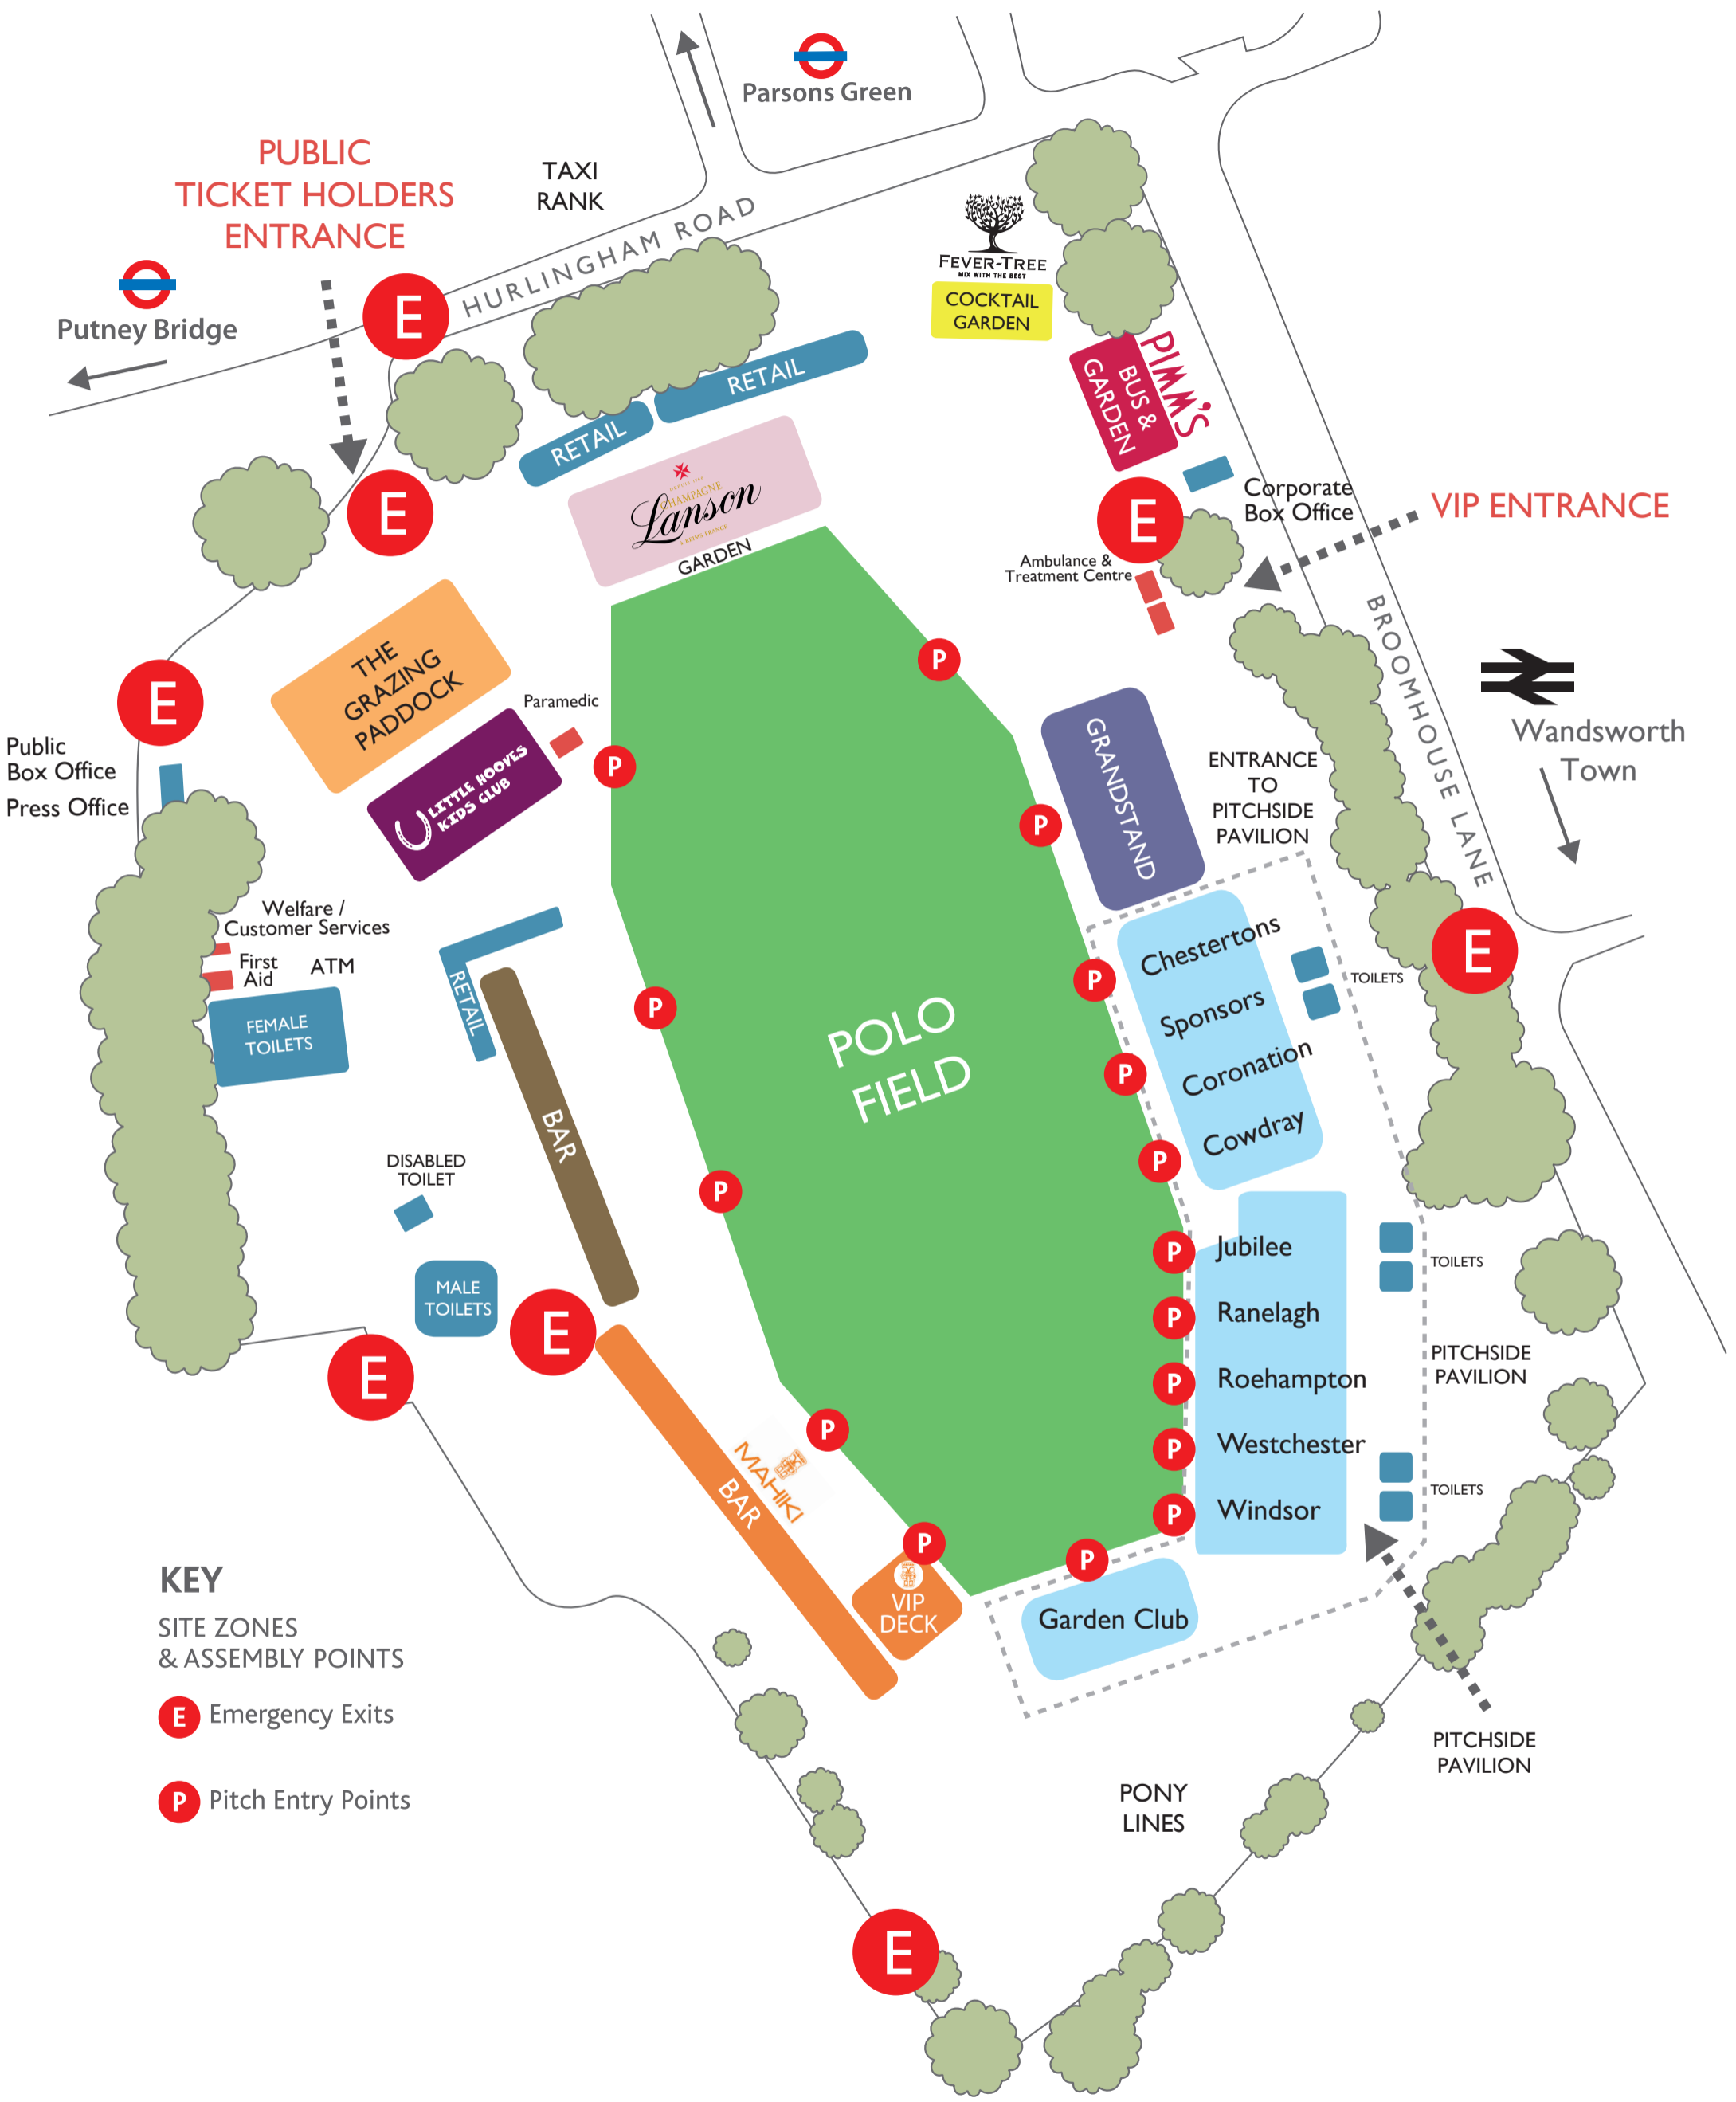 Parsons Green
PUBLIC
TICKET HOLDERS
ENTRANCE
TAXI
RANK
HURLINGHAM ROAD
Putney Bridge
E
FEVER-TREE
MIX WITH THE BEST
COCKTAIL
GARDEN
PIMM'S
BUS &
GARDEN
RETAIL
RETAIL
CHAMPAGNE
Lanson
GARDEN
E
E
Corporate
Box Office
VIP ENTRANCE
Ambulance &
Treatment Centre
BROOMHOUSE LANE
Wandsworth
Town
THE
GRAZING
PADDOCK
Paramedic
LITTLE HOOVES
KIDS CLUB
P
P
P
E
Public
Box Office
Press Office
GRANDSTAND
ENTRANCE
TO
PITCHSIDE
PAVILION
Welfare /
Customer Services
First
Aid
ATM
FEMALE
TOILETS
RETAIL
BAR
P
P
POLO
FIELD
P
P
P
Chestertons
Sponsors
Coronation
Cowdray
TOILETS
E
DISABLED
TOILET
MALE
TOILETS
E
E
P
P
P
P
P
Jubilee
Ranelagh
Roehampton
Westchester
Windsor
TOILETS
PITCHSIDE
PAVILION
TOILETS
P
MAHIKI
BAR
P
VIP
DECK
P
Garden Club
PITCHSIDE
PAVILION
PONY
LINES
E
KEY
SITE ZONES
& ASSEMBLY POINTS
E Emergency Exits
P Pitch Entry Points